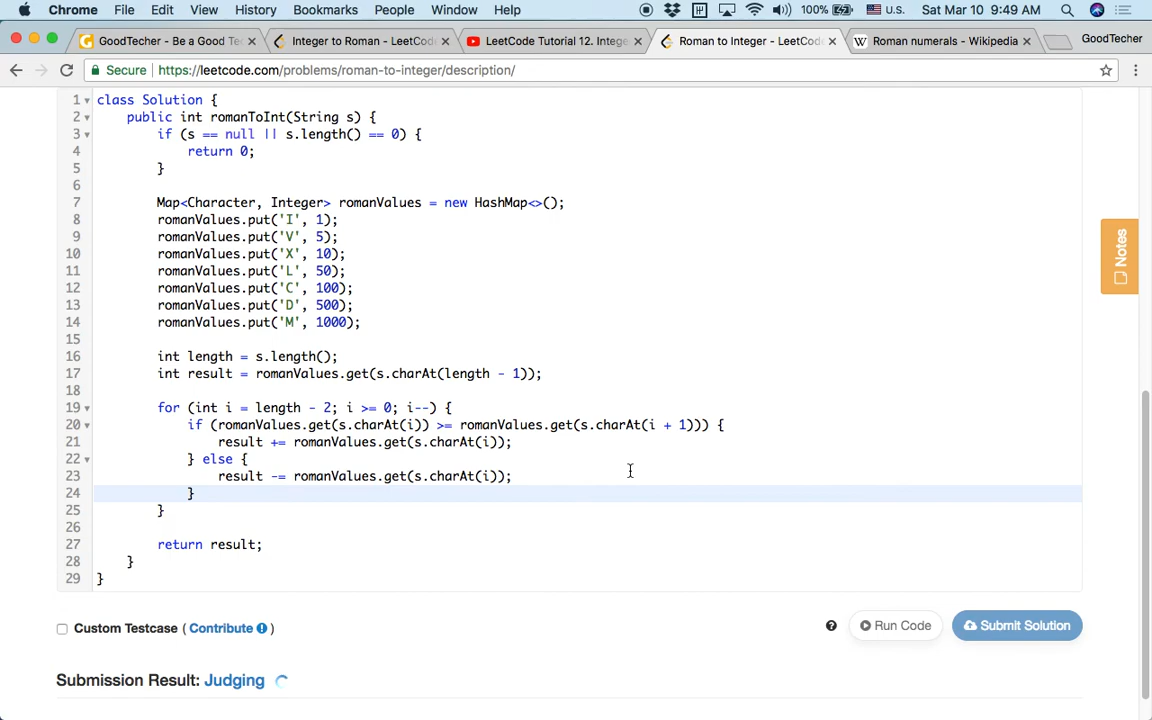 Chrome File Edit View History Bookmarks People Window Help 100% U.S. Sat Mar 10 9:49 AM
GoodTecher - Be a Good Te Integer to Roman - LeetCode LeetCode Tutorial 12. Intege Roman to Integer - LeetCode Roman numerals - Wikipedia GoodTecher
Secure https://leetcode.com/problems/roman-to-integer/description/
1 class Solution {
2 public int romanToInt(String s) {
3 if (s == null || s.length() == 0) {
4 return 0;
5 }
6
7 Map<Character, Integer> romanValues = new HashMap<>();
8 romanValues.put('I', 1);
9 romanValues.put('V', 5);
10 romanValues.put('X', 10);
11 romanValues.put('L', 50);
12 romanValues.put('C', 100);
13 romanValues.put('D', 500);
14 romanValues.put('M', 1000);
15
16 int length = s.length();
17 int result = romanValues.get(s.charAt(length - 1));
18
19 for (int i = length - 2; i >= 0; i--) {
20 if (romanValues.get(s.charAt(i)) >= romanValues.get(s.charAt(i + 1))) {
21 result += romanValues.get(s.charAt(i));
22 } else {
23 result -= romanValues.get(s.charAt(i));
24 }
25 }
26
27 return result;
28 }
29 }
Notes
Custom Testcase ( Contribute )
Run Code
Submit Solution
Submission Result: Judging